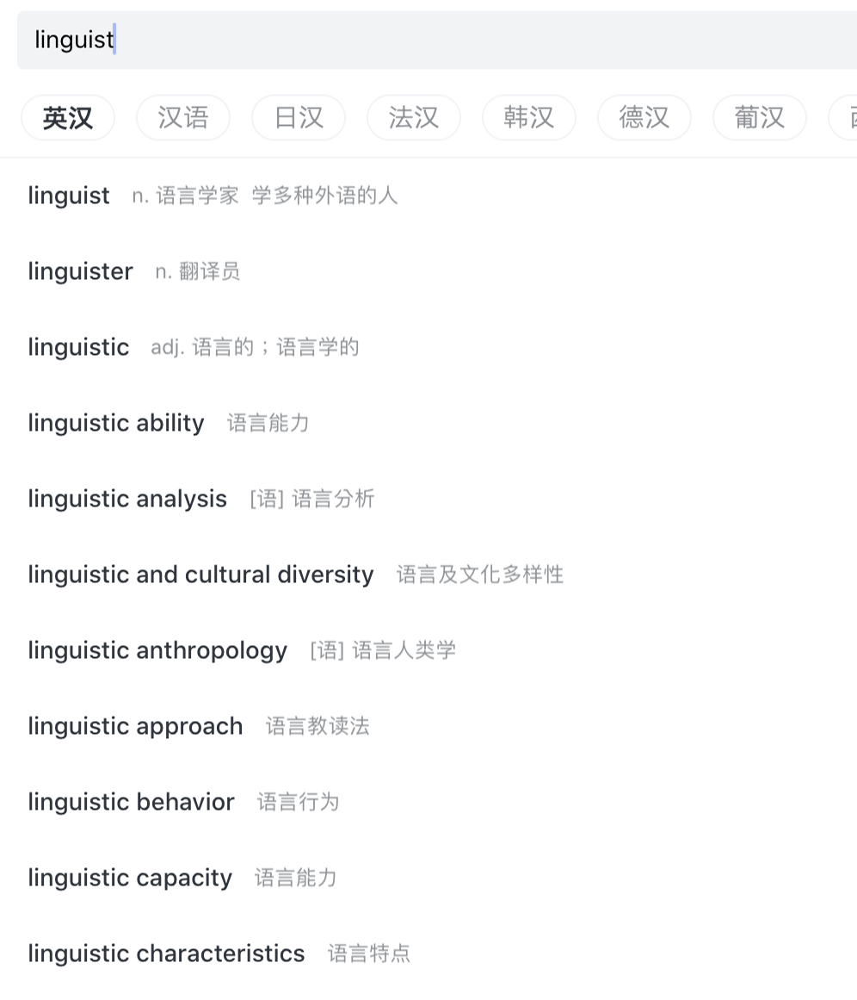 linguist
英汉 汉语 日汉 法汉 韩汉 德汉 葡汉
linguist n. 语言学家 学多种外语的人
linguister n. 翻译员
linguistic adj. 语言的；语言学的
linguistic ability 语言能力
linguistic analysis [语] 语言分析
linguistic and cultural diversity 语言及文化多样性
linguistic anthropology [语] 语言人类学
linguistic approach 语言教读法
linguistic behavior 语言行为
linguistic capacity 语言能力
linguistic characteristics 语言特点